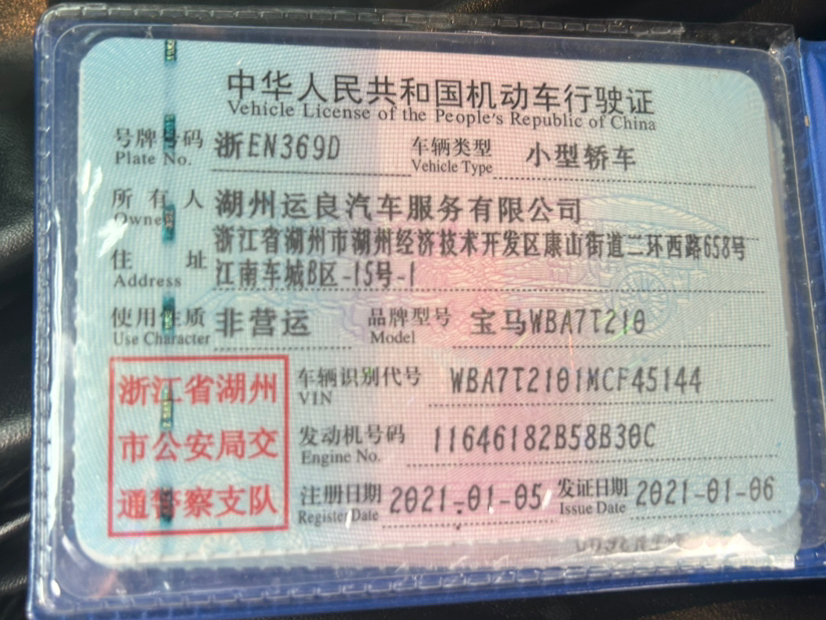 中华人民共和国机动车行驶证
Vehicle License of the People's Republic of China
号牌号码 浙EN369D 车辆类型 小型轿车
Plate No. Vehicle Type
所有人 湖州运良汽车服务有限公司
Owner
住址 浙江省湖州市湖州经济技术开发区康山街道二环西路658号
Address 江南车城B区-15号-1
使用性质 非营运 品牌型号 宝马WBA7T210
Use Character Model
浙江省湖州
市公安局交
通警察支队
车辆识别代号 WBA7T2101MCF45144
VIN
发动机号码 11646182B58B30C
Engine No.
注册日期 2021-01-05 发证日期 2021-01-06
Register Date Issue Date